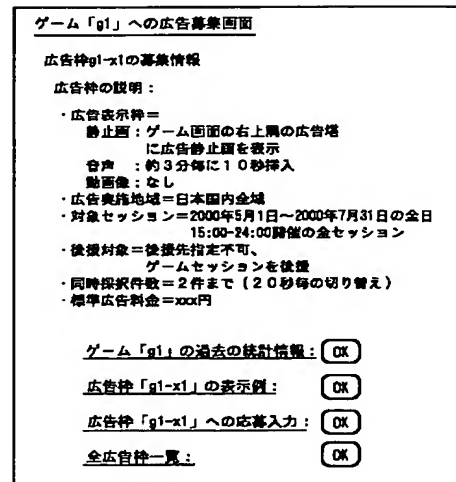 ゲーム「g1」への広告募集画面
広告枠g1-x1の募集情報
広告枠の説明:
・広告表示枠=
静止画:ゲーム画面の右上隅の広告塔
に広告静止画を表示
音声 :約3分毎に10秒挿入
動画像:なし
・広告実施地域=日本国内全域
・対象セッション=2000年5月1日~2000年7月31日の全日
15:00-24:00開催の全セッション
・後援対象=後援先指定不可、
ゲームセッションを後援
・同時採択件数=2件まで(20秒毎の切り替え)
・標準広告料金=xxx円
ゲーム「g1」の過去の統計情報: OK
広告枠「g1-x1」の表示例: OK
広告枠「g1-x1」への応募入力: OK
全広告枠一覧: OK